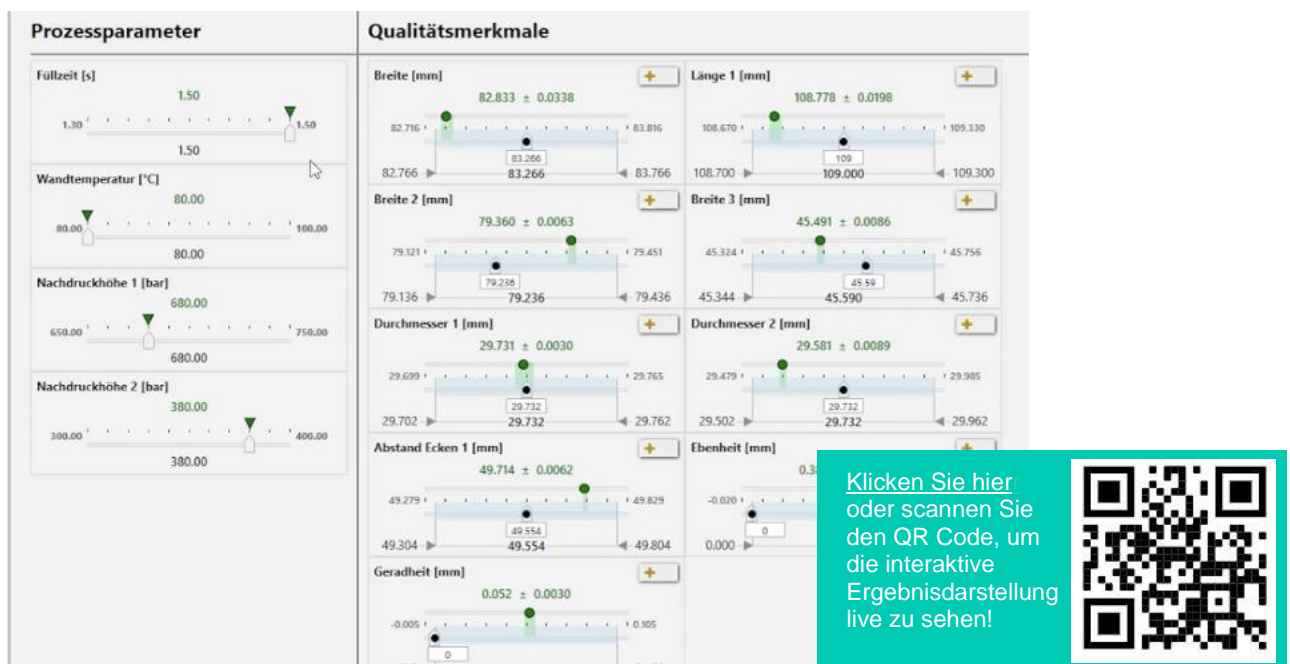 Prozessparameter
Füllzeit [s]
1.50
1.30
1.50
1.50
Wandtemperatur [°C]
80.00
80.00
100.00
80.00
Nachdruckhöhe 1 [bar]
680.00
650.00
750.00
680.00
Nachdruckhöhe 2 [bar]
380.00
300.00
400.00
380.00
Qualitätsmerkmale
Breite [mm]
82.833 ± 0.0338
82.716
83.816
83.266
82.766
83.266
83.766
Länge 1 [mm]
108.778 ± 0.0198
108.670
109.330
109
108.700
109.000
109.300
Breite 2 [mm]
79.360 ± 0.0063
79.121
79.451
79.236
79.136
79.236
79.436
Breite 3 [mm]
45.491 ± 0.0086
45.324
45.756
45.59
45.344
45.590
45.736
Durchmesser 1 [mm]
29.731 ± 0.0030
29.699
29.765
29.732
29.702
29.732
29.762
Durchmesser 2 [mm]
29.581 ± 0.0089
29.479
29.985
29.732
29.502
29.732
29.962
Abstand Ecken 1 [mm]
49.714 ± 0.0062
49.279
49.829
49.554
49.304
49.554
49.804
Ebenheit [mm]
-0.020
0
0.000
Geradheit [mm]
0.052 ± 0.0030
-0.005
0.105
0
Klicken Sie hier
oder scannen Sie
den QR Code, um
die interaktive
Ergebnisdarstellung
live zu sehen!